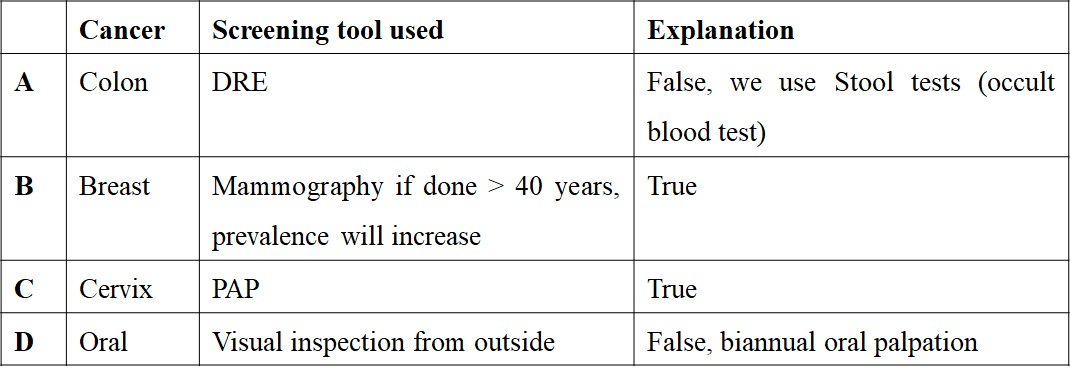 Cancer Screening tool used Explanation
A Colon DRE False, we use Stool tests (occult
blood test)
B Breast Mammography if done > 40 years, True
prevalence will increase
C Cervix PAP True
D Oral Visual inspection from outside False, biannual oral palpation